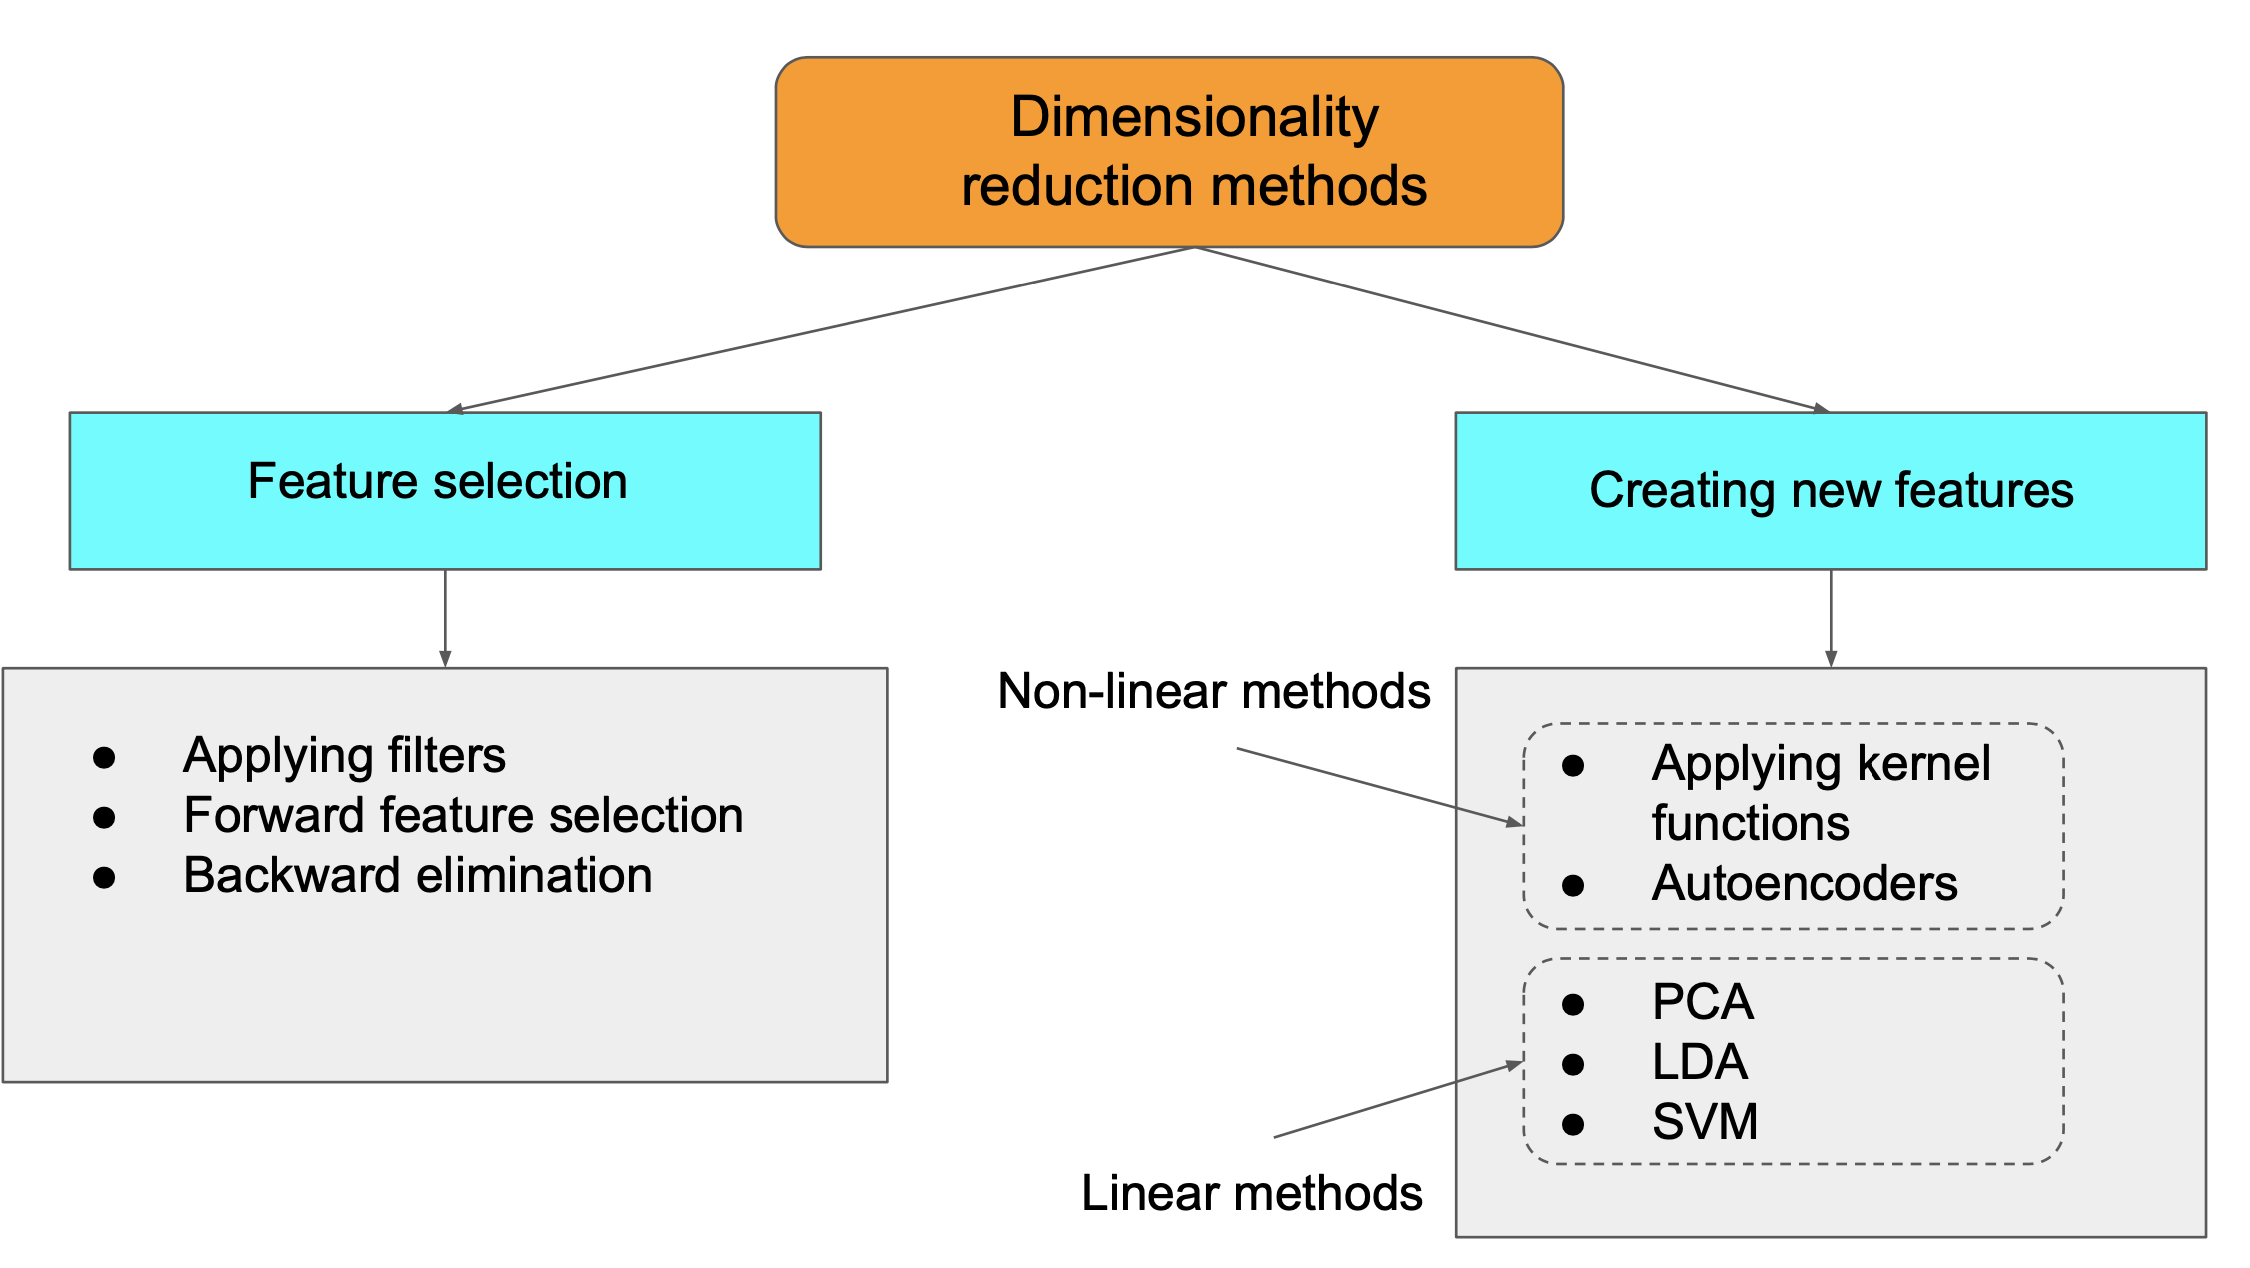 Dimensionality
reduction methods
Feature selection
Creating new features
● Applying filters
● Forward feature selection
● Backward elimination
Non-linear methods
● Applying kernel
functions
● Autoencoders
● PCA
● LDA
● SVM
Linear methods